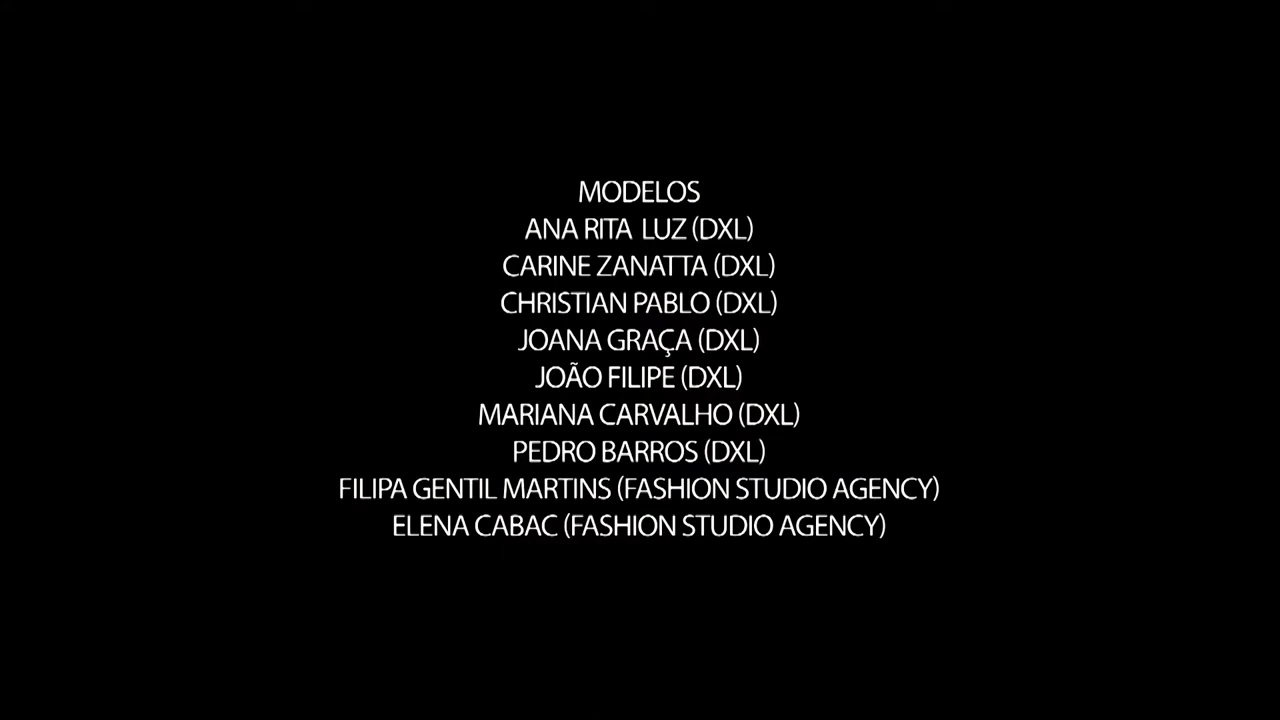 MODELOS
ANA RITA LUZ (DXL)
CARINE ZANATTA (DXL)
CHRISTIAN PABLO (DXL)
JOANA GRAÇA (DXL)
JOÃO FILIPE (DXL)
MARIANA CARVALHO (DXL)
PEDRO BARROS (DXL)
FILIPA GENTIL MARTINS (FASHION STUDIO AGENCY)
ELENA CABAC (FASHION STUDIO AGENCY)